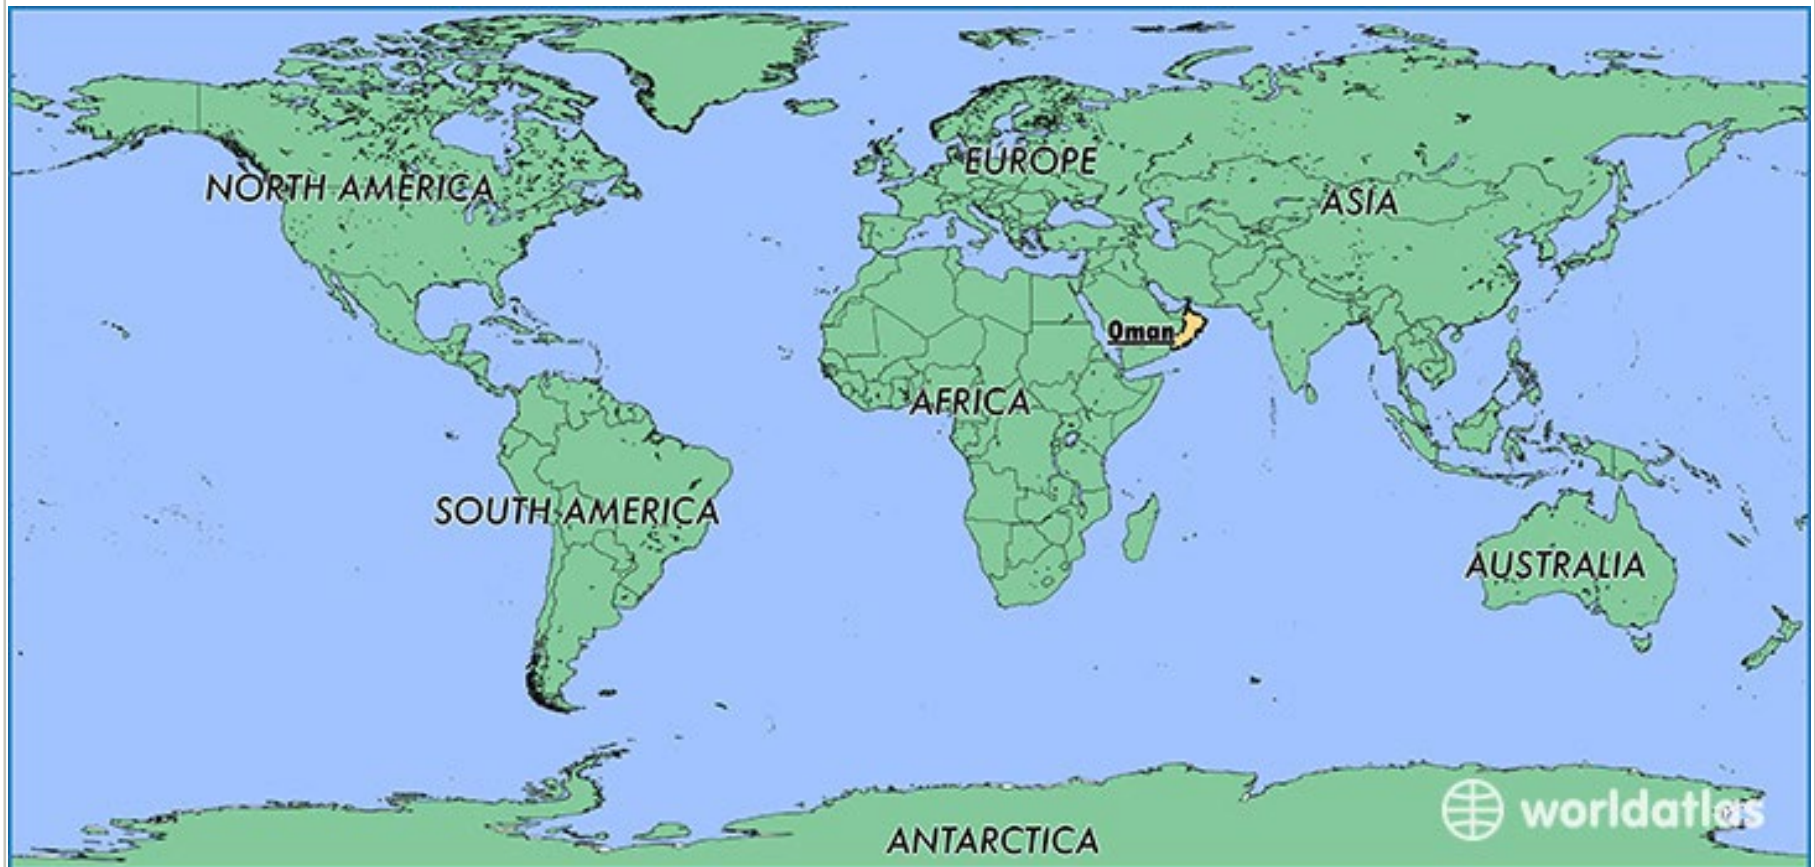 EUROPE
NORTH AMERICA
ASIA
Oman
AFRICA
SOUTH AMERICA
AUSTRALIA
worldatlas
ANTARCTICA